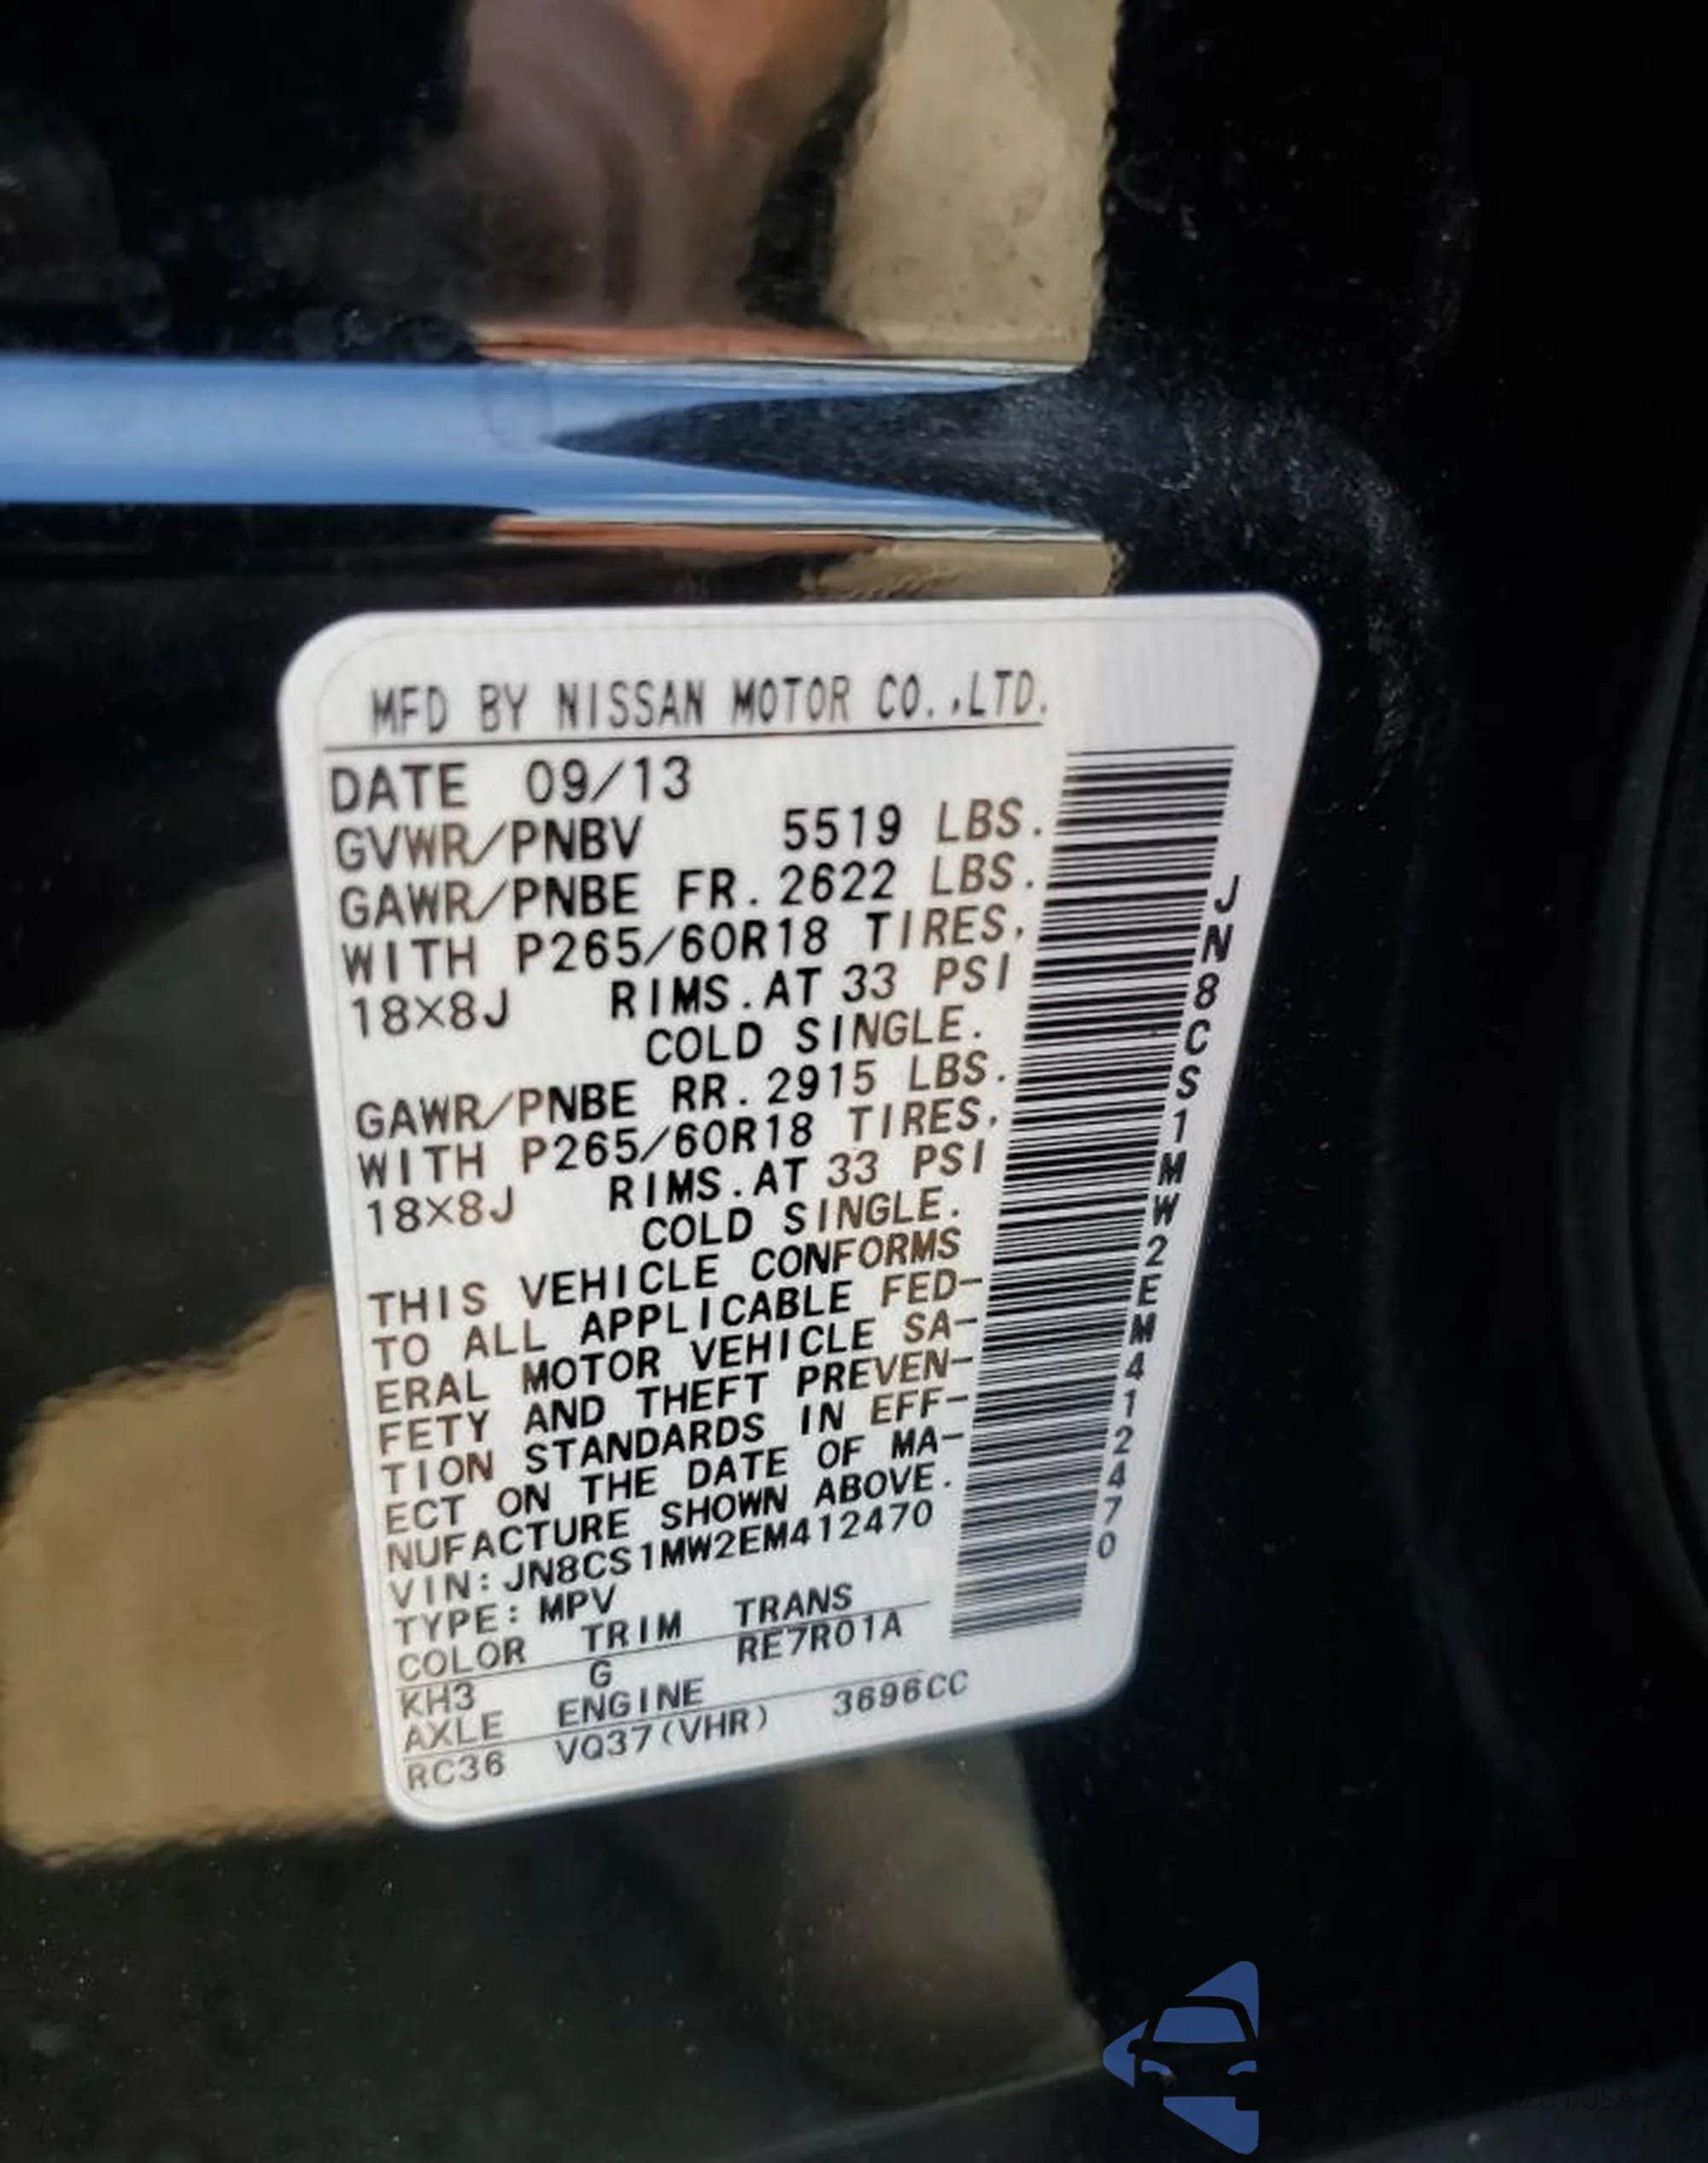 MFD BY NISSAN MOTOR CO.,LTD.
DATE 09/13
GVWR/PNBV 5519 LBS.
GAWR/PNBE FR. 2622 LBS.
WITH P265/60R18 TIRES,
18×8J RIMS. AT 33 PSI
COLD SINGLE.
GAWR/PNBE RR. 2915 LBS.
WITH P265/60R18 TIRES,
18×8J RIMS. AT 33 PSI
COLD SINGLE.
THIS VEHICLE CONFORMS
TO ALL APPLICABLE FED-
ERAL MOTOR VEHICLE SA-
FETY AND THEFT PREVEN-
TION STANDARDS IN EFF-
ECT ON THE DATE OF MA-
NUFACTURE SHOWN ABOVE.
VIN: JN8CS1MW2EM412470
TYPE: MPV
COLOR TRIM TRANS
KH3 G RE7R01A
AXLE ENGINE
RC36 VQ37(VHR) 3696CC
JN8CS1MW2EM412470